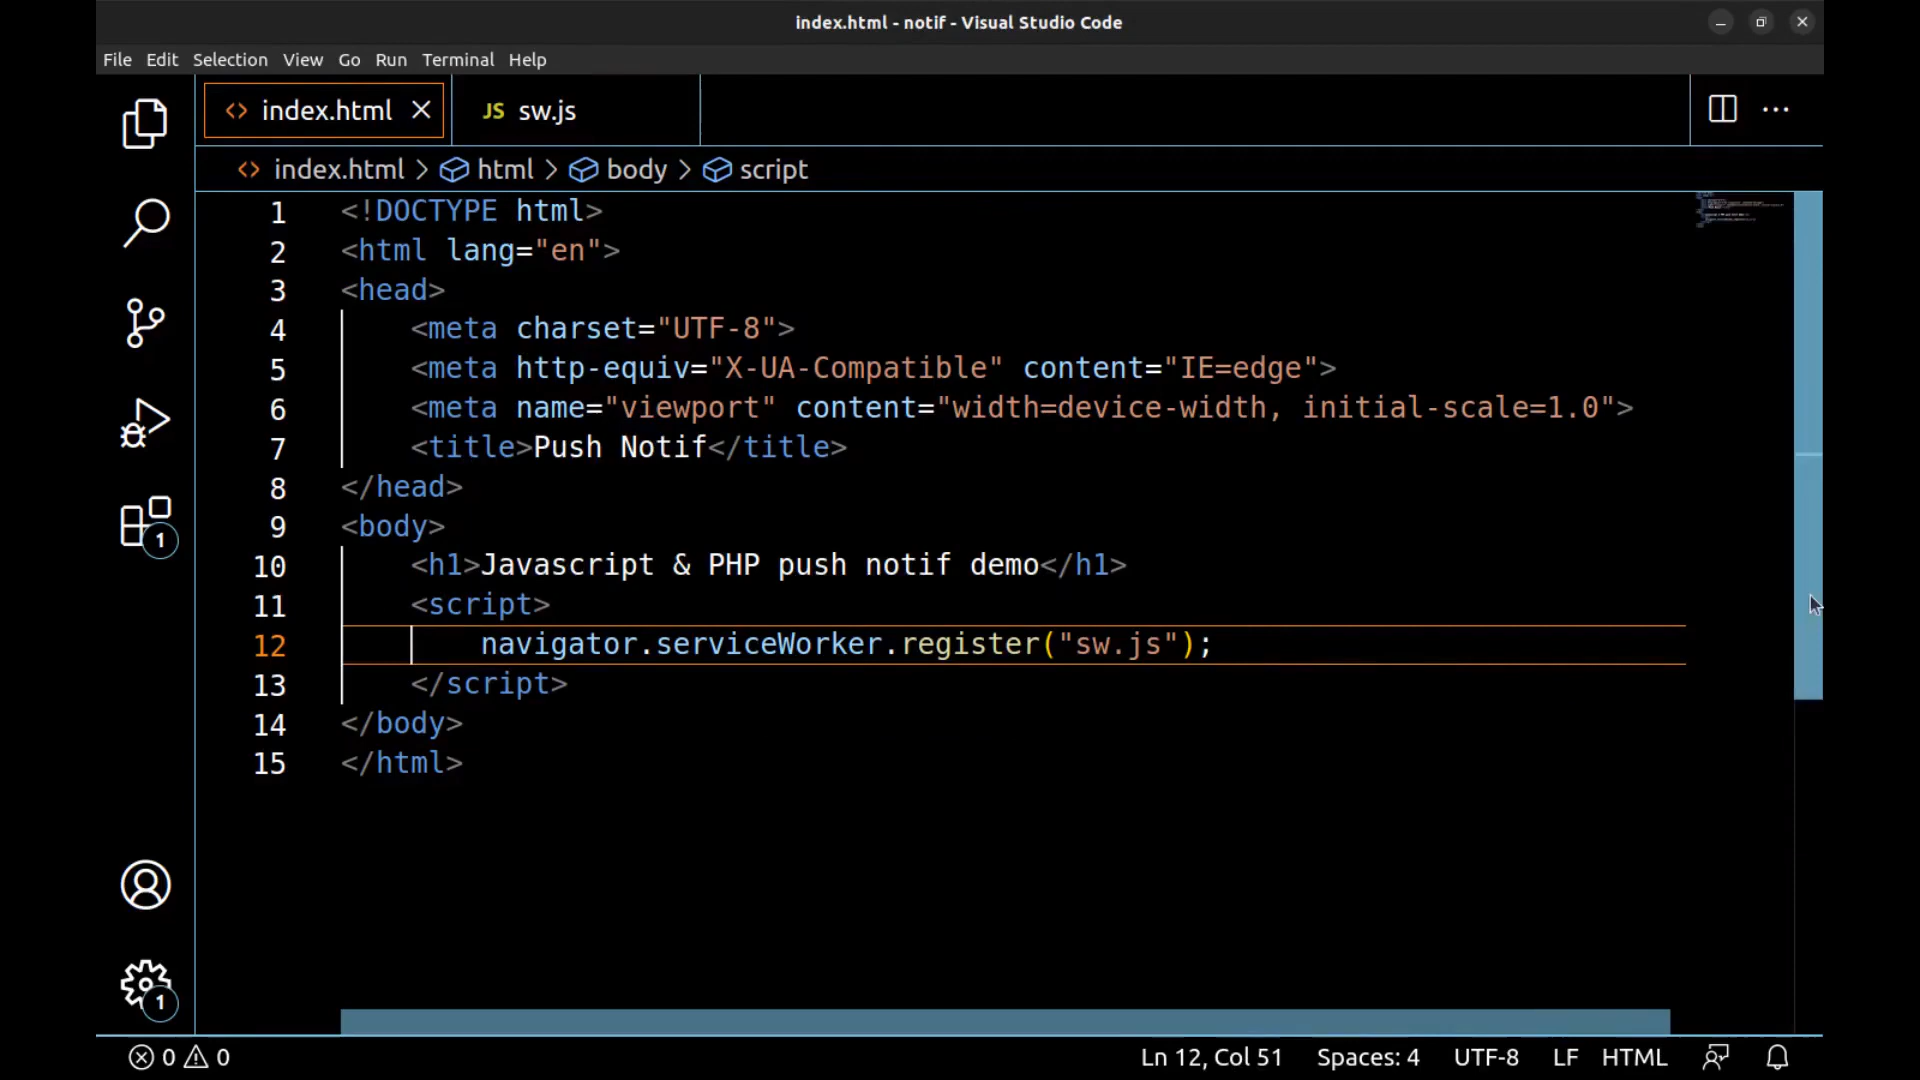 index.html - notif - Visual Studio Code
File Edit Selection View Go Run Terminal Help
index.html JS sw.js
index.html > html > body > script
1 <!DOCTYPE html>
2 <html lang="en">
3 <head>
4 <meta charset="UTF-8">
5 <meta http-equiv="X-UA-Compatible" content="IE=edge">
6 <meta name="viewport" content="width=device-width, initial-scale=1.0">
7 <title>Push Notif</title>
8 </head>
9 <body>
10 <h1>Javascript & PHP push notif demo</h1>
11 <script>
12 navigator.serviceWorker.register("sw.js");
13 </script>
14 </body>
15 </html>
1
1
0 0 Ln 12, Col 51 Spaces: 4 UTF-8 LF HTML